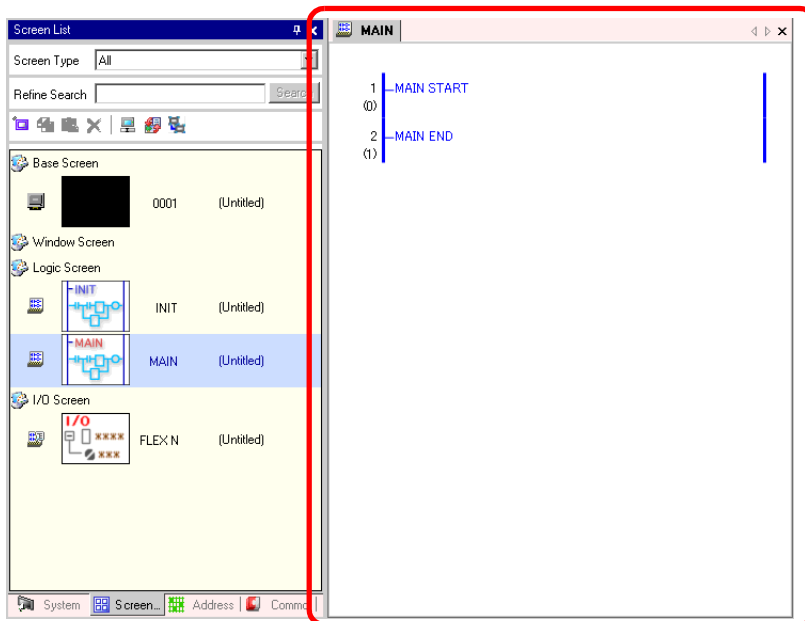 Screen List
Screen Type All
Refine Search Search
Base Screen
0001 (Untitled)
Window Screen
Logic Screen
INIT
INIT (Untitled)
MAIN
MAIN (Untitled)
I/O Screen
I/O
****
***
FLEX N (Untitled)
System Screen... Address Commo
MAIN
1 MAIN START
(0)
2 MAIN END
(1)